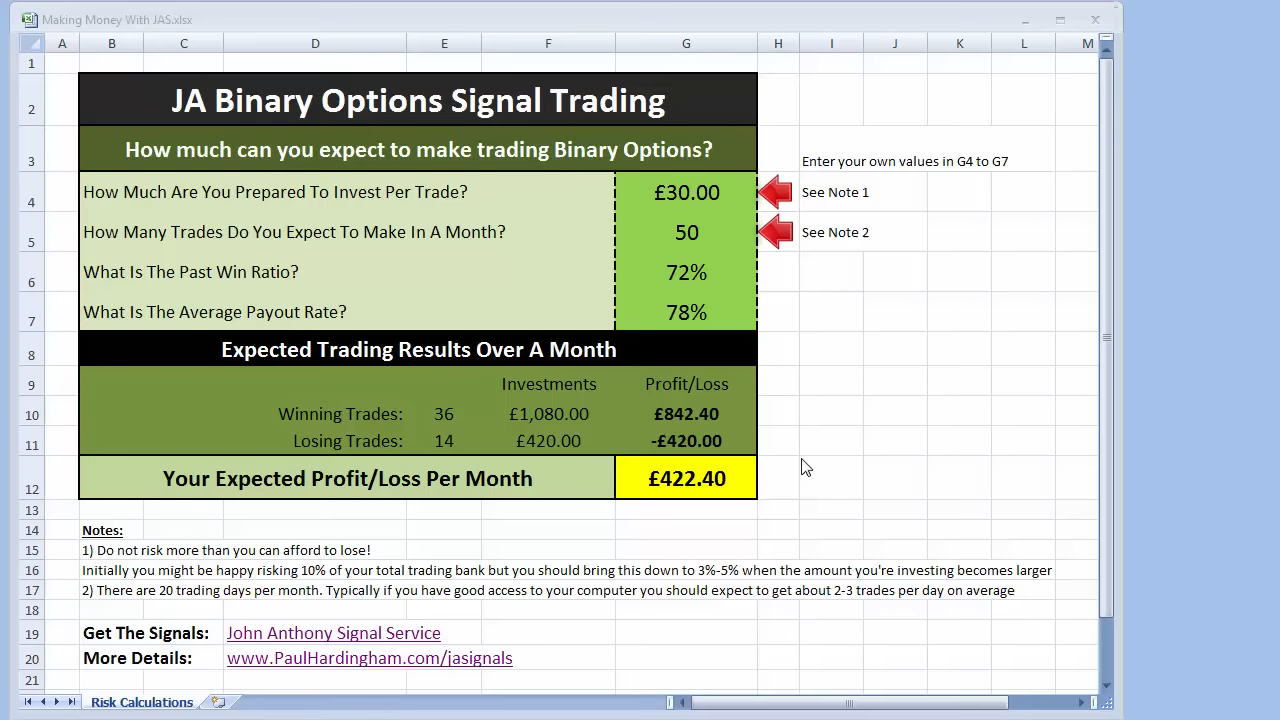 Making Money With JAS.xlsx
A B C D E F G H I J K L M
1
2 JA Binary Options Signal Trading
3 How much can you expect to make trading Binary Options? Enter your own values in G4 to G7
4 How Much Are You Prepared To Invest Per Trade? £30.00 See Note 1
5 How Many Trades Do You Expect To Make In A Month? 50 See Note 2
6 What Is The Past Win Ratio? 72%
7 What Is The Average Payout Rate? 78%
8 Expected Trading Results Over A Month
9 Investments Profit/Loss
10 Winning Trades: 36 £1,080.00 £842.40
11 Losing Trades: 14 £420.00 -£420.00
12 Your Expected Profit/Loss Per Month £422.40
13
14 Notes:
15 1) Do not risk more than you can afford to lose!
16 Initially you might be happy risking 10% of your total trading bank but you should bring this down to 3%-5% when the amount you're investing becomes larger
17 2) There are 20 trading days per month. Typically if you have good access to your computer you should expect to get about 2-3 trades per day on average
18
19 Get The Signals: John Anthony Signal Service
20 More Details: www.PaulHardingham.com/jasignals
21
Risk Calculations